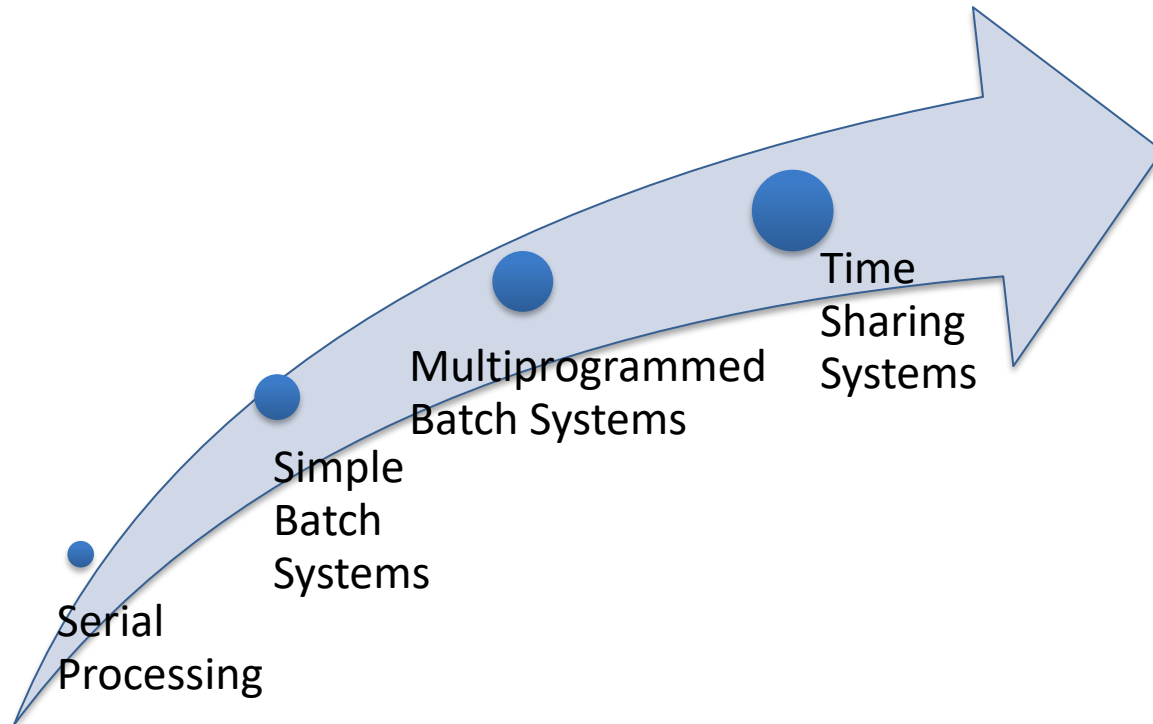 Serial
Processing
Simple
Batch
Systems
Multiprogrammed
Batch Systems
Time
Sharing
Systems